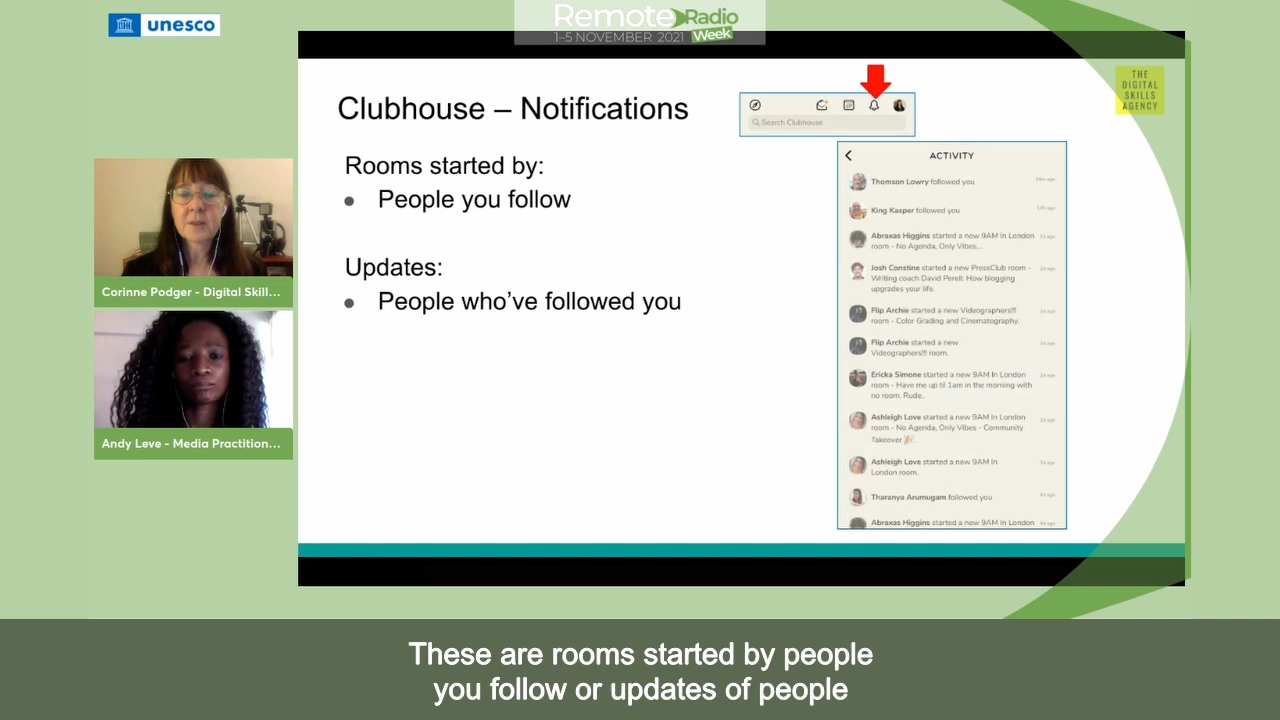 unesco
Remote Radio
Week
1–5 NOVEMBER 2021
THE
DIGITAL
SKILLS
AGENCY
Clubhouse – Notifications
Search Clubhouse
Rooms started by:
• People you follow
Updates:
• People who’ve followed you
ACTIVITY
Thomson Lowry followed you
King Kasper followed you
Abraxas Higgins started a new 9AM In London
room - No Agenda, Only Vibes...
Josh Constine started a new PressClub room -
Writing coach David Perell: How blogging
upgrades your life.
Flip Archie started a new Videographers!!!
room - Color Grading and Cinematography.
Flip Archie started a new
Videographers!!! room.
Ericka Simone started a new 9AM In London
room - Have me up til 1am in the morning with
no room. Rude..
Ashleigh Love started a new 9AM In London
room - No Agenda, Only Vibes - Community
Takeover 🎉
Ashleigh Love started a new 9AM In
London room.
Tharanya Arumugam followed you
Abraxas Higgins started a new 9AM In London
Corinne Podger - Digital Skill...
Andy Leve - Media Practition...
These are rooms started by people
you follow or updates of people